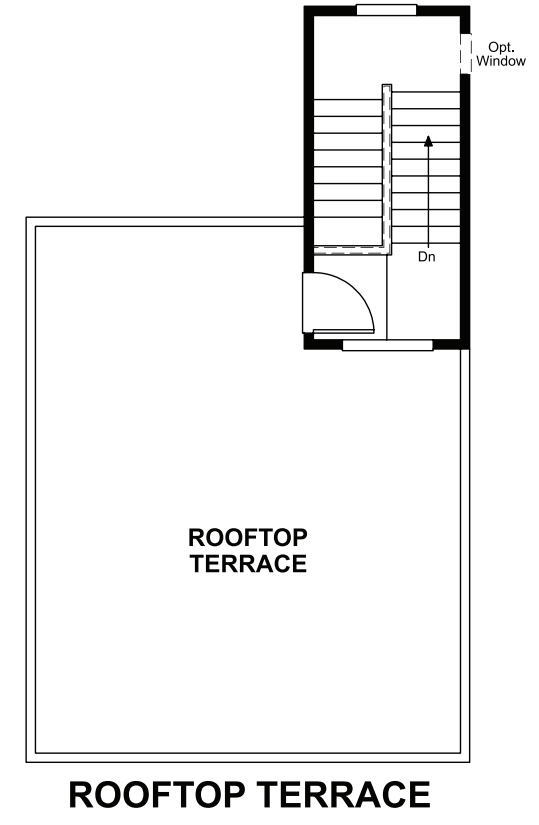 Opt.
Window
Dn
ROOFTOP
TERRACE
ROOFTOP TERRACE